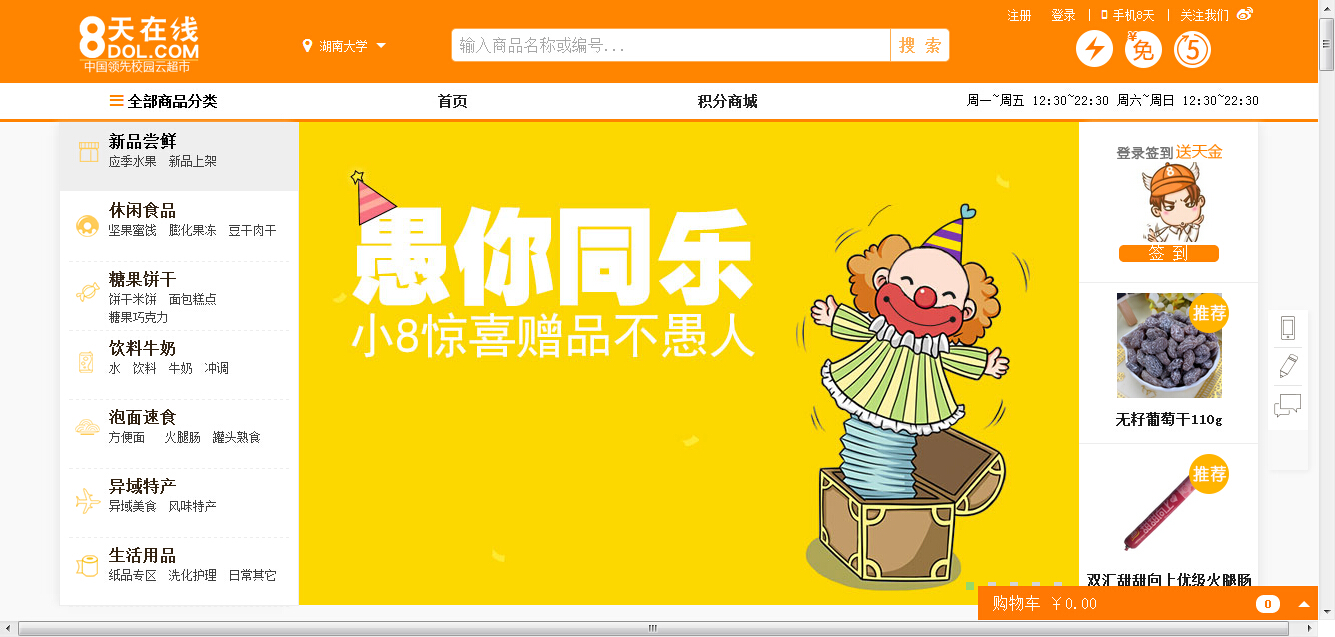 注册 登录 | 手机8天 | 关注我们
8天在线
8DOL.COM
中国领先校园云超市
湖南大学
输入商品名称或编号...
搜 索
免
5
全部商品分类 首页 积分商城 周一~周五 12:30~22:30 周六~周日 12:30~22:30
新品尝鲜
应季水果 新品上架
休闲食品
坚果蜜饯 膨化果冻 豆干肉干
糖果饼干
饼干米饼 面包糕点
糖果巧克力
饮料牛奶
水 饮料 牛奶 冲调
泡面速食
方便面 火腿肠 罐头熟食
异域特产
异域美食 风味特产
生活用品
纸品专区 洗化护理 日常其它
愚你同乐
小8惊喜赠品不愚人
登录签到 送天金
8
签 到
推荐
无籽葡萄干110g
推荐
双汇甜甜向上优级火腿肠
购物车 ￥0.00 0